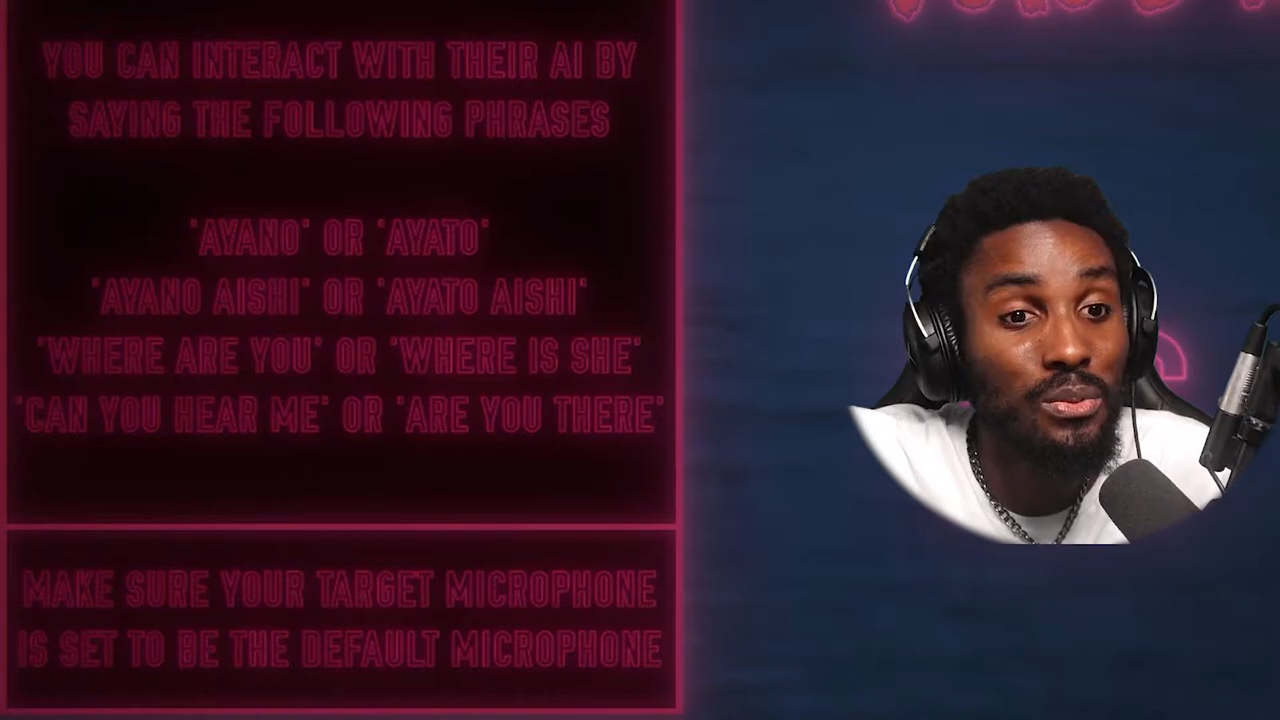 YOU CAN INTERACT WITH THEIR AI BY
SAYING THE FOLLOWING PHRASES
'AYANO' OR 'AYATO'
'AYANO AISHI' OR 'AYATO AISHI'
'WHERE ARE YOU' OR 'WHERE IS SHE'
'CAN YOU HEAR ME' OR 'ARE YOU THERE'
MAKE SURE YOUR TARGET MICROPHONE
IS SET TO BE THE DEFAULT MICROPHONE